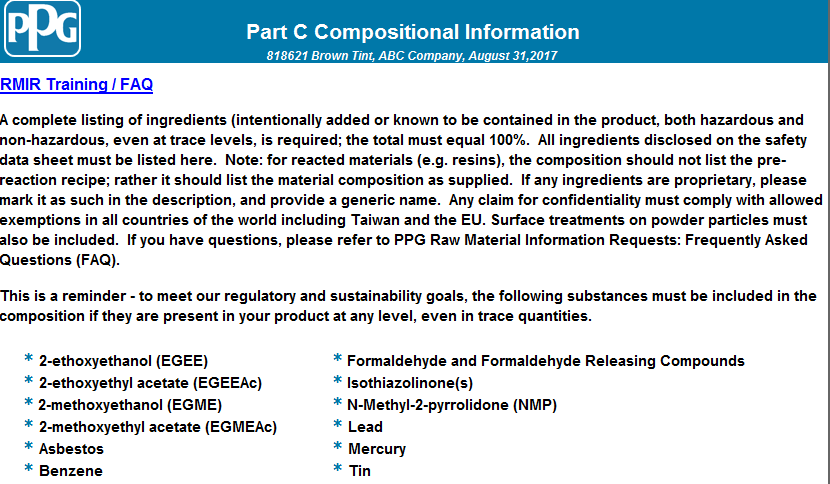 PPG
Part C Compositional Information
818621 Brown Tint, ABC Company, August 31,2017
RMIR Training / FAQ
A complete listing of ingredients (intentionally added or known to be contained in the product, both hazardous and
non-hazardous, even at trace levels, is required; the total must equal 100%.  All ingredients disclosed on the safety
data sheet must be listed here.  Note: for reacted materials (e.g. resins), the composition should not list the pre-
reaction recipe; rather it should list the material composition as supplied.  If any ingredients are proprietary, please
mark it as such in the description, and provide a generic name.  Any claim for confidentiality must comply with allowed
exemptions in all countries of the world including Taiwan and the EU. Surface treatments on powder particles must
also be included.  If you have questions, please refer to PPG Raw Material Information Requests: Frequently Asked
Questions (FAQ).
This is a reminder - to meet our regulatory and sustainability goals, the following substances must be included in the
composition if they are present in your product at any level, even in trace quantities.
* 2-ethoxyethanol (EGEE)
* 2-ethoxyethyl acetate (EGEEAc)
* 2-methoxyethanol (EGME)
* 2-methoxyethyl acetate (EGMEAc)
* Asbestos
* Benzene
* Formaldehyde and Formaldehyde Releasing Compounds
* Isothiazolinone(s)
* N-Methyl-2-pyrrolidone (NMP)
* Lead
* Mercury
* Tin